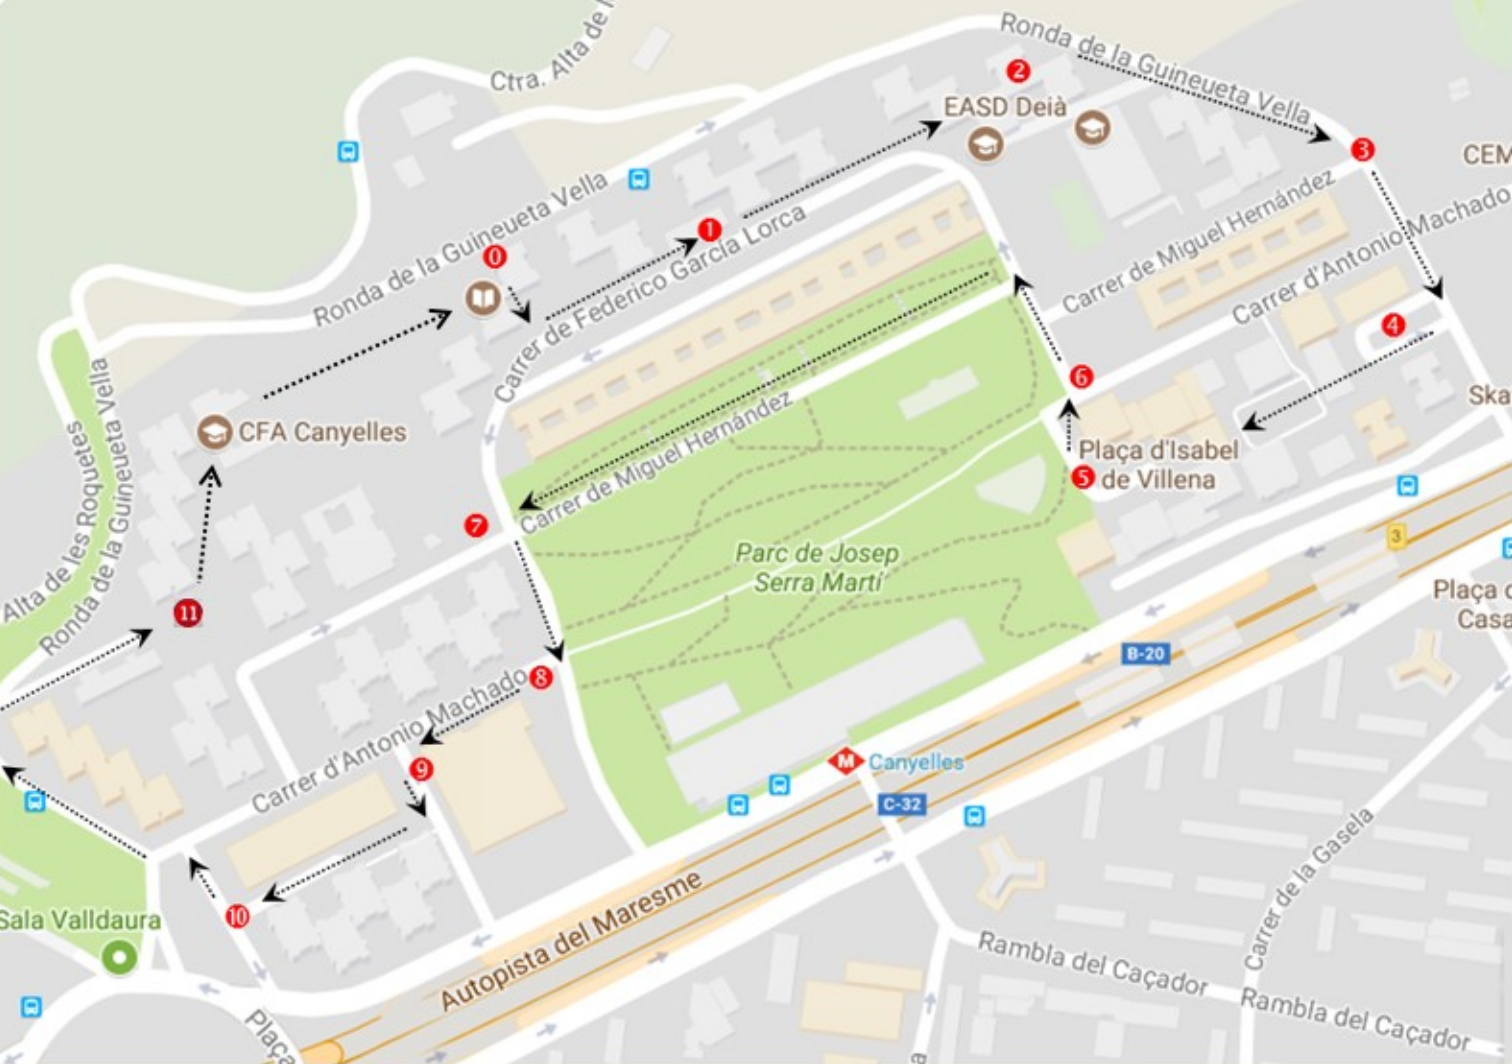 Ctra. Alta de
Ronda de la Guineueta Vella
2
EASD Deià
3
CEM
Ronda de la Guineueta Vella
1
0
Carrer de Federico García Lorca
Carrer de Miguel Hernández
Carrer d'Antonio Machado
4
6
Ska
CFA Canyelles
Alta de les Roquetes
Ronda de la Guineueta Vella
Carrer de Miguel Hernández
Plaça d'Isabel
de Villena
5
7
3
Parc de Josep
Serra Martí
Plaça
Casa
11
B-20
8
Carrer d'Antonio Machado
9
M
Canyelles
C-32
Carrer de la Gasela
10
Sala Valldaura
Autopista del Maresme
Rambla del Caçador
Rambla del Caçador
Plaça